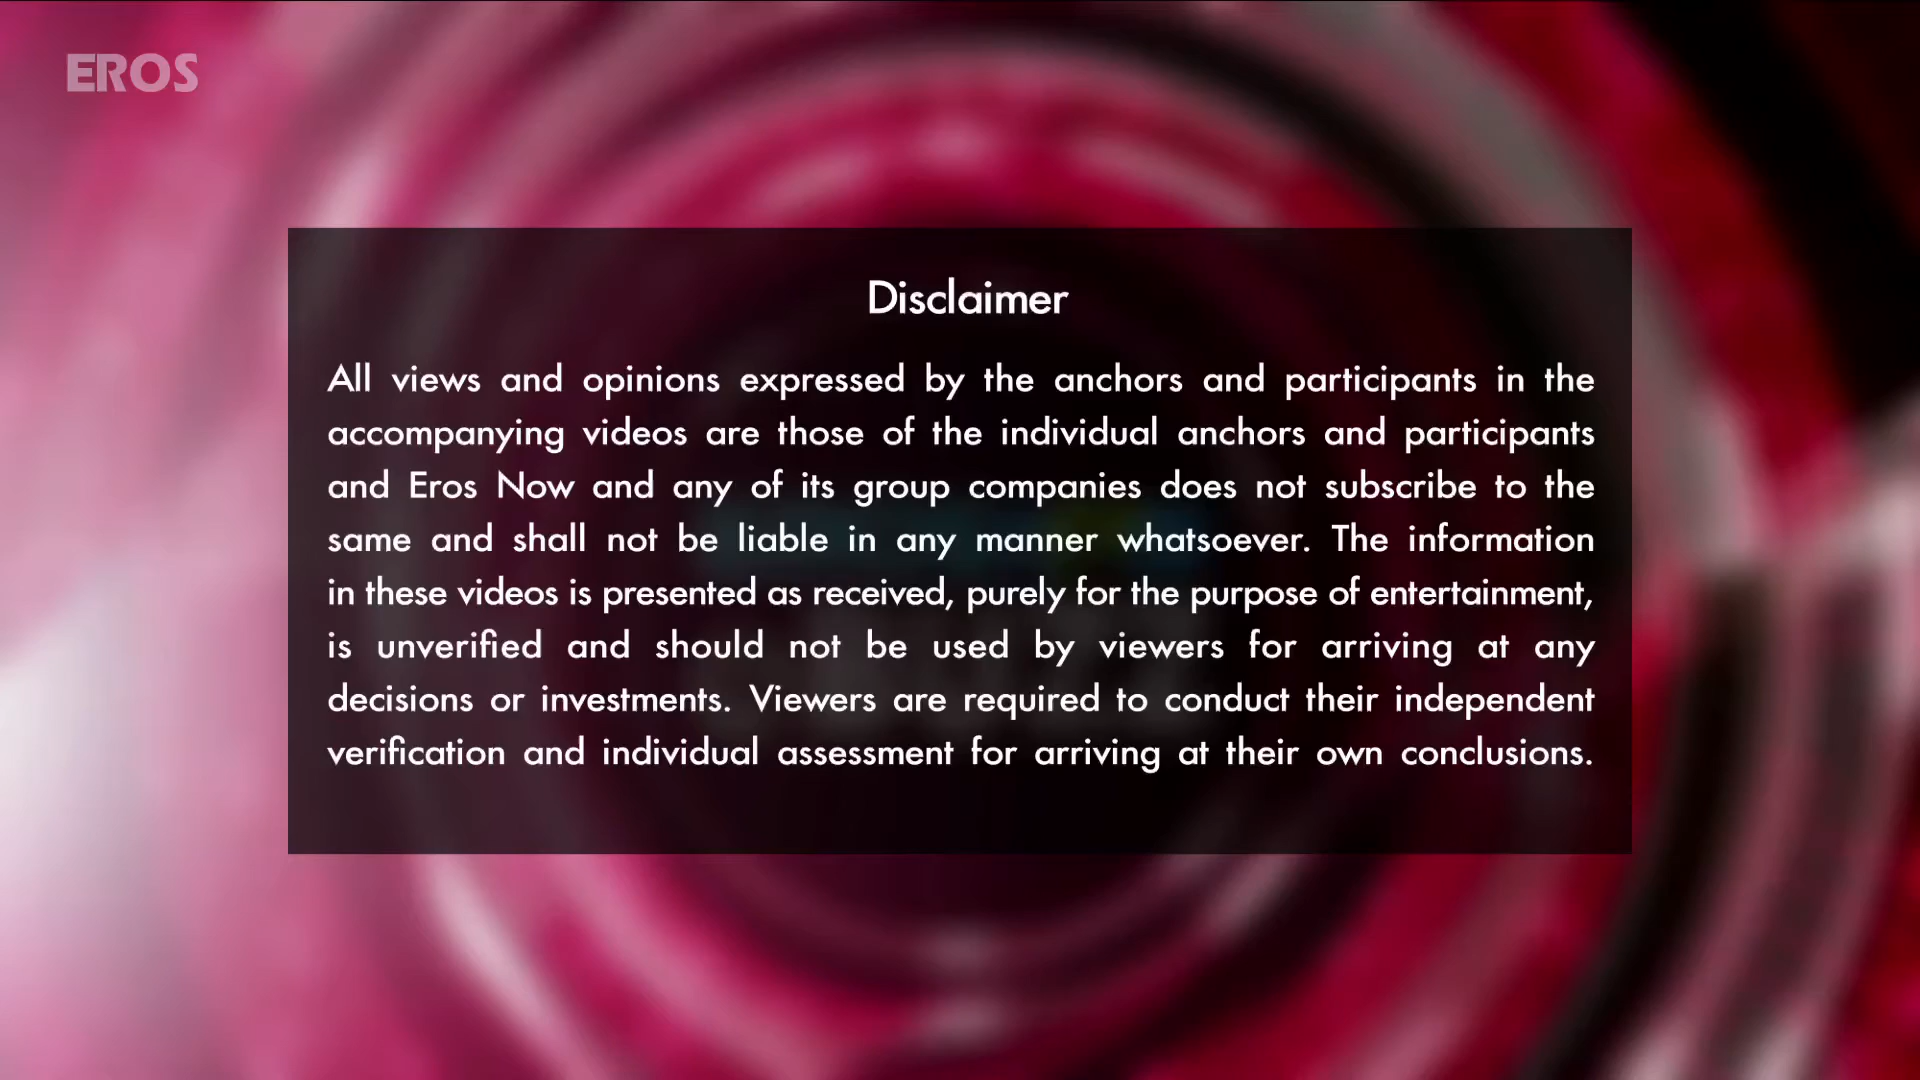 EROS
Disclaimer
All views and opinions expressed by the anchors and participants in the
accompanying videos are those of the individual anchors and participants
and Eros Now and any of its group companies does not subscribe to the
same and shall not be liable in any manner whatsoever. The information
in these videos is presented as received, purely for the purpose of entertainment,
is unverified and should not be used by viewers for arriving at any
decisions or investments. Viewers are required to conduct their independent
verification and individual assessment for arriving at their own conclusions.